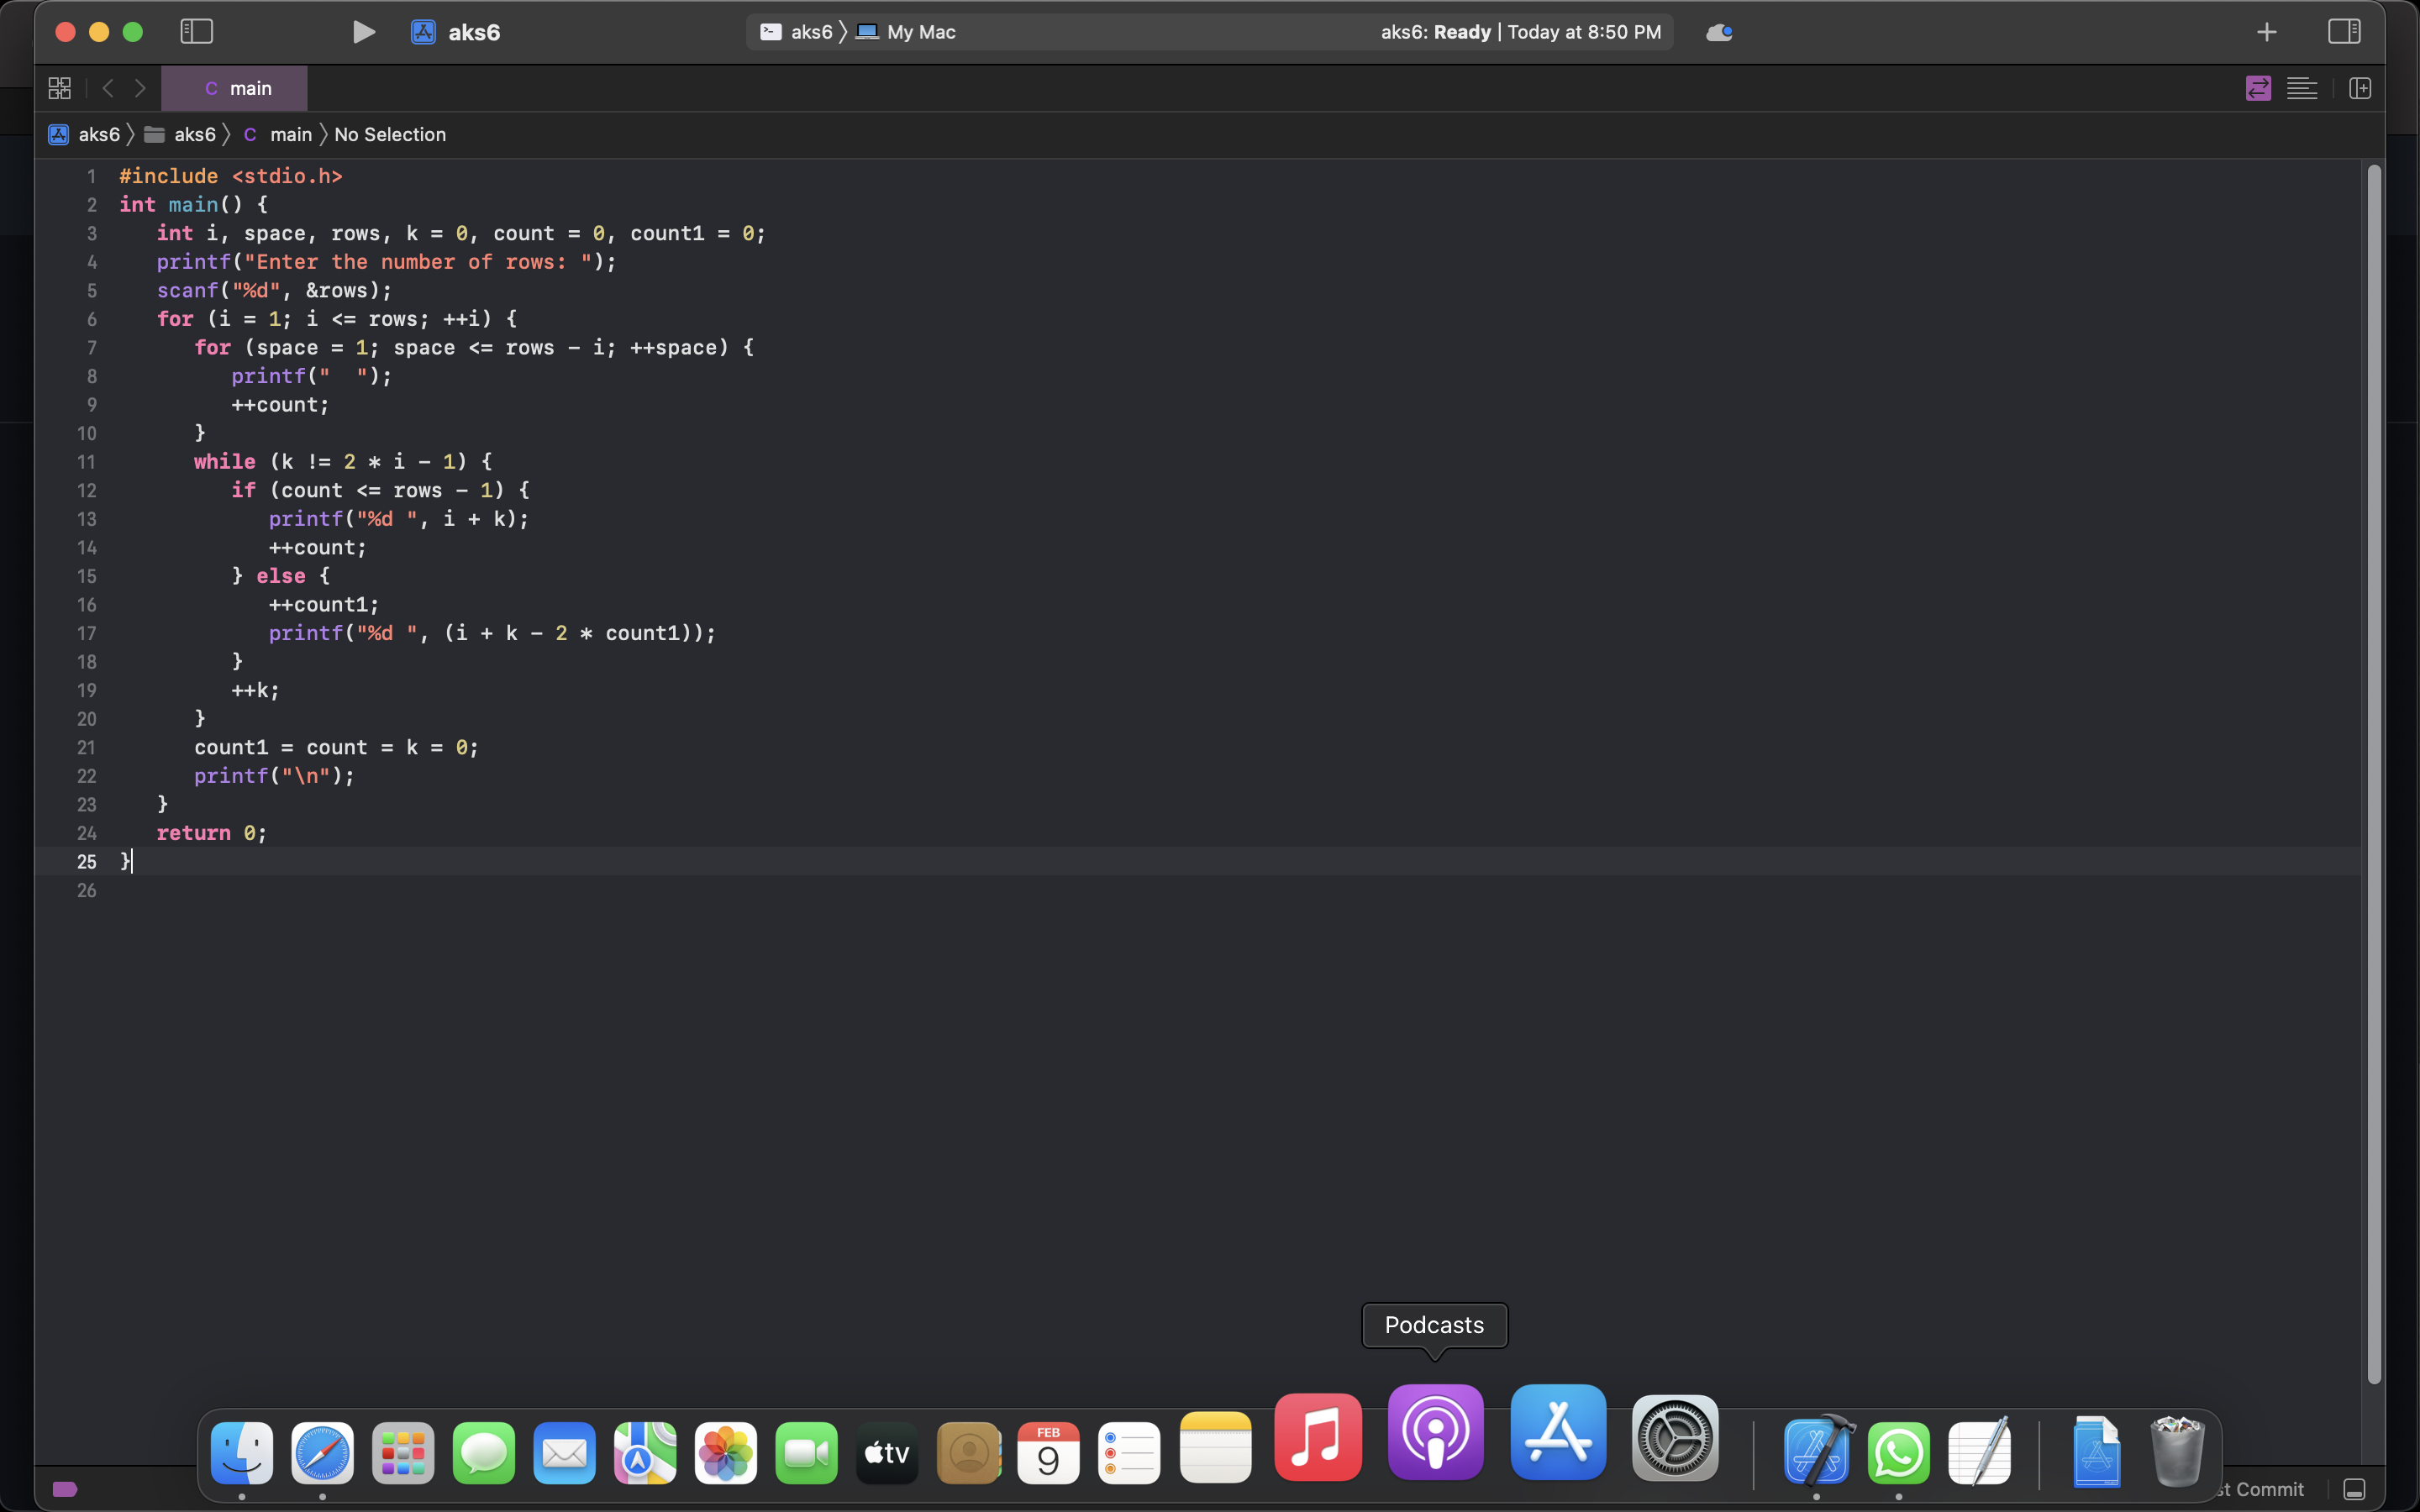 aks6
aks6 〉 My Mac
aks6: Ready | Today at 8:50 PM
C main
aks6 〉 aks6 〉 C main 〉 No Selection
1 #include <stdio.h>
2 int main() {
3    int i, space, rows, k = 0, count = 0, count1 = 0;
4    printf("Enter the number of rows: ");
5    scanf("%d", &rows);
6    for (i = 1; i <= rows; ++i) {
7       for (space = 1; space <= rows - i; ++space) {
8          printf("  ");
9          ++count;
10       }
11       while (k != 2 * i - 1) {
12          if (count <= rows - 1) {
13             printf("%d ", i + k);
14             ++count;
15          } else {
16             ++count1;
17             printf("%d ", (i + k - 2 * count1));
18          }
19          ++k;
20       }
21       count1 = count = k = 0;
22       printf("\n");
23    }
24    return 0;
25 }
26
Podcasts
tv
FEB
9
st Commit